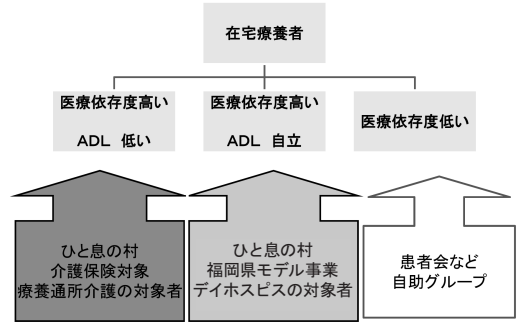 在宅療養者
医療依存度高い
ADL 低い
医療依存度高い
ADL 自立
医療依存度低い
ひと息の村
介護保険対象
療養通所介護の対象者
ひと息の村
福岡県モデル事業
デイホスピスの対象者
患者会など
自助グループ